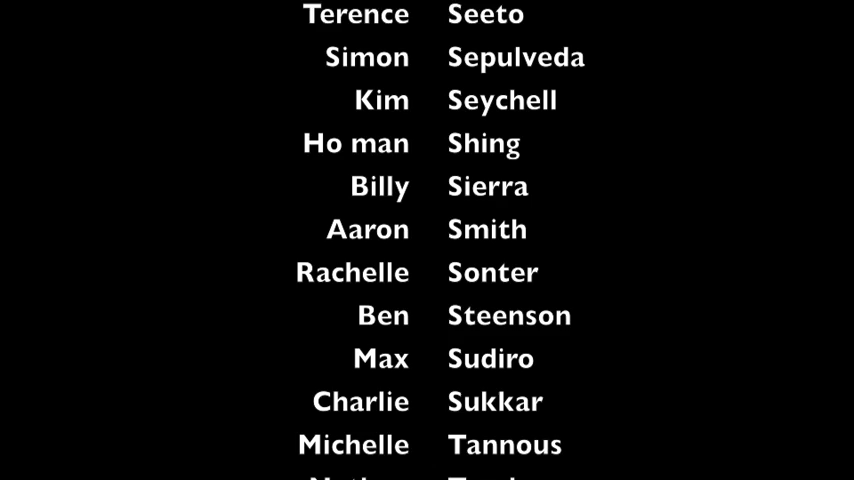 Terence Seeto
Simon Sepulveda
Kim Seychell
Ho man Shing
Billy Sierra
Aaron Smith
Rachelle Sonter
Ben Steenson
Max Sudiro
Charlie Sukkar
Michelle Tannous